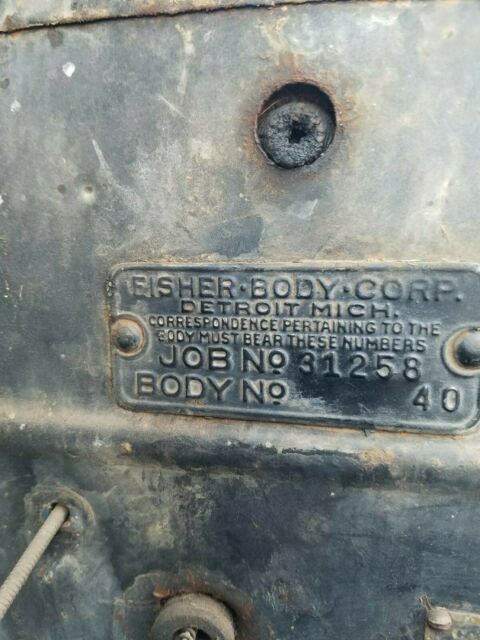 FISHER·BODY·CORP.
DETROIT MICH.
CORRESPONDENCE PERTAINING TO THE
BODY MUST BEAR THESE NUMBERS
JOB No 31258
BODY No 40